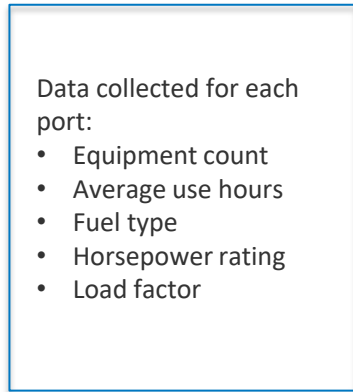 Data collected for each
port:
• Equipment count
• Average use hours
• Fuel type
• Horsepower rating
• Load factor